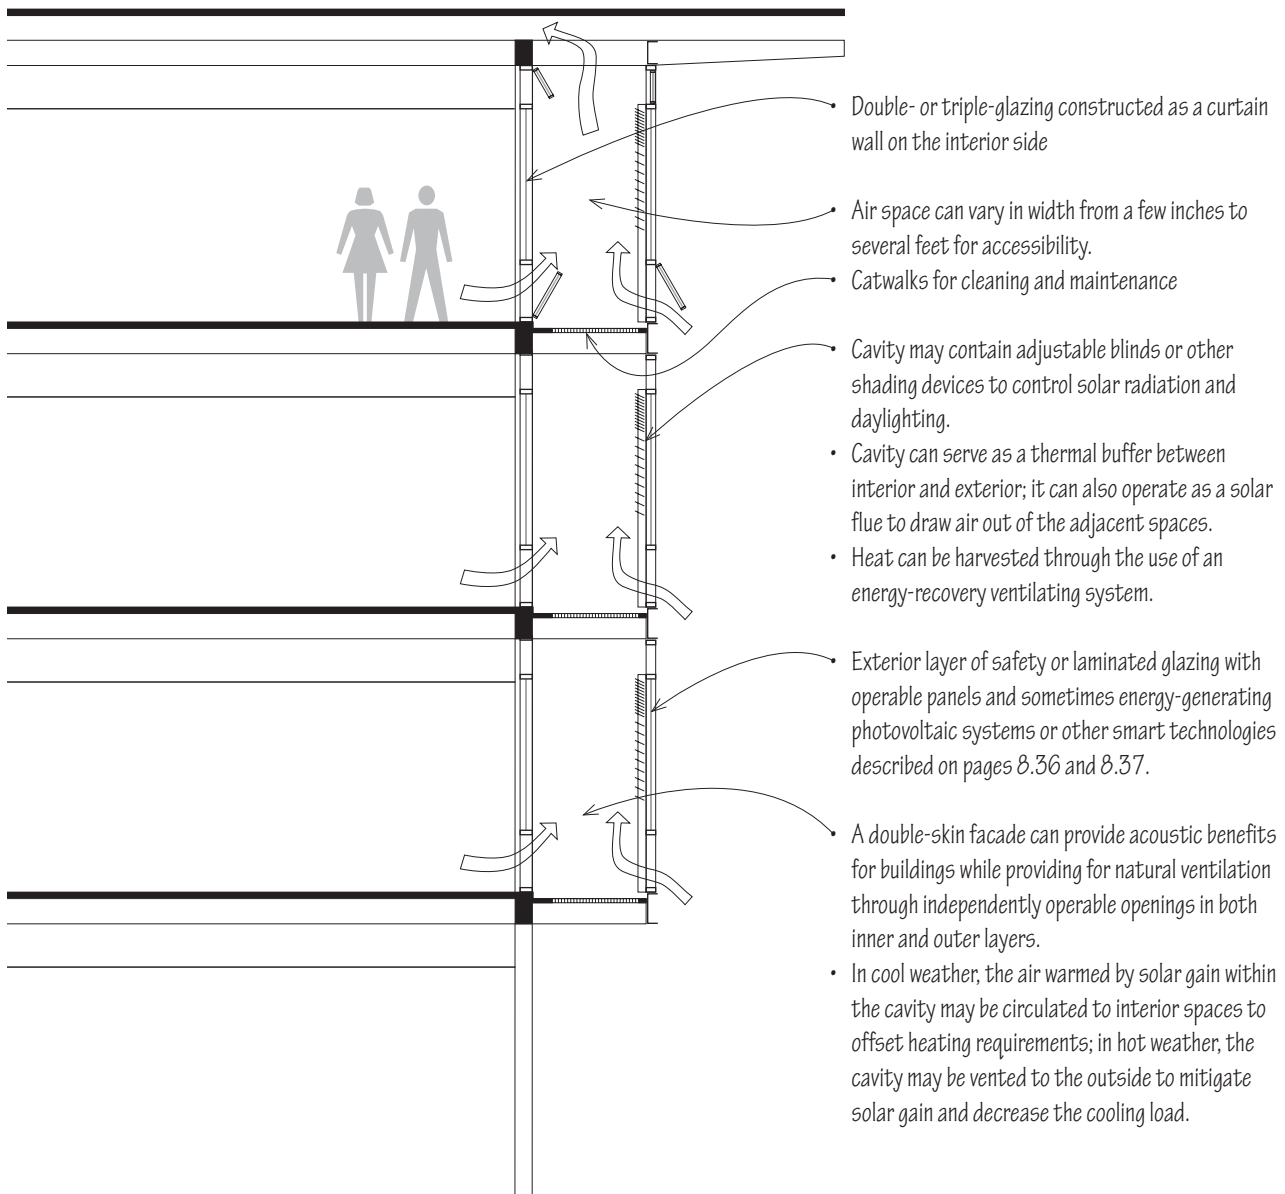 • Double- or triple-glazing constructed as a curtain
wall on the interior side
• Air space can vary in width from a few inches to
several feet for accessibility.
• Catwalks for cleaning and maintenance
• Cavity may contain adjustable blinds or other
shading devices to control solar radiation and
daylighting.
• Cavity can serve as a thermal buffer between
interior and exterior; it can also operate as a solar
flue to draw air out of the adjacent spaces.
• Heat can be harvested through the use of an
energy-recovery ventilating system.
• Exterior layer of safety or laminated glazing with
operable panels and sometimes energy-generating
photovoltaic systems or other smart technologies
described on pages 8.36 and 8.37.
• A double-skin facade can provide acoustic benefits
for buildings while providing for natural ventilation
through independently operable openings in both
inner and outer layers.
• In cool weather, the air warmed by solar gain within
the cavity may be circulated to interior spaces to
offset heating requirements; in hot weather, the
cavity may be vented to the outside to mitigate
solar gain and decrease the cooling load.